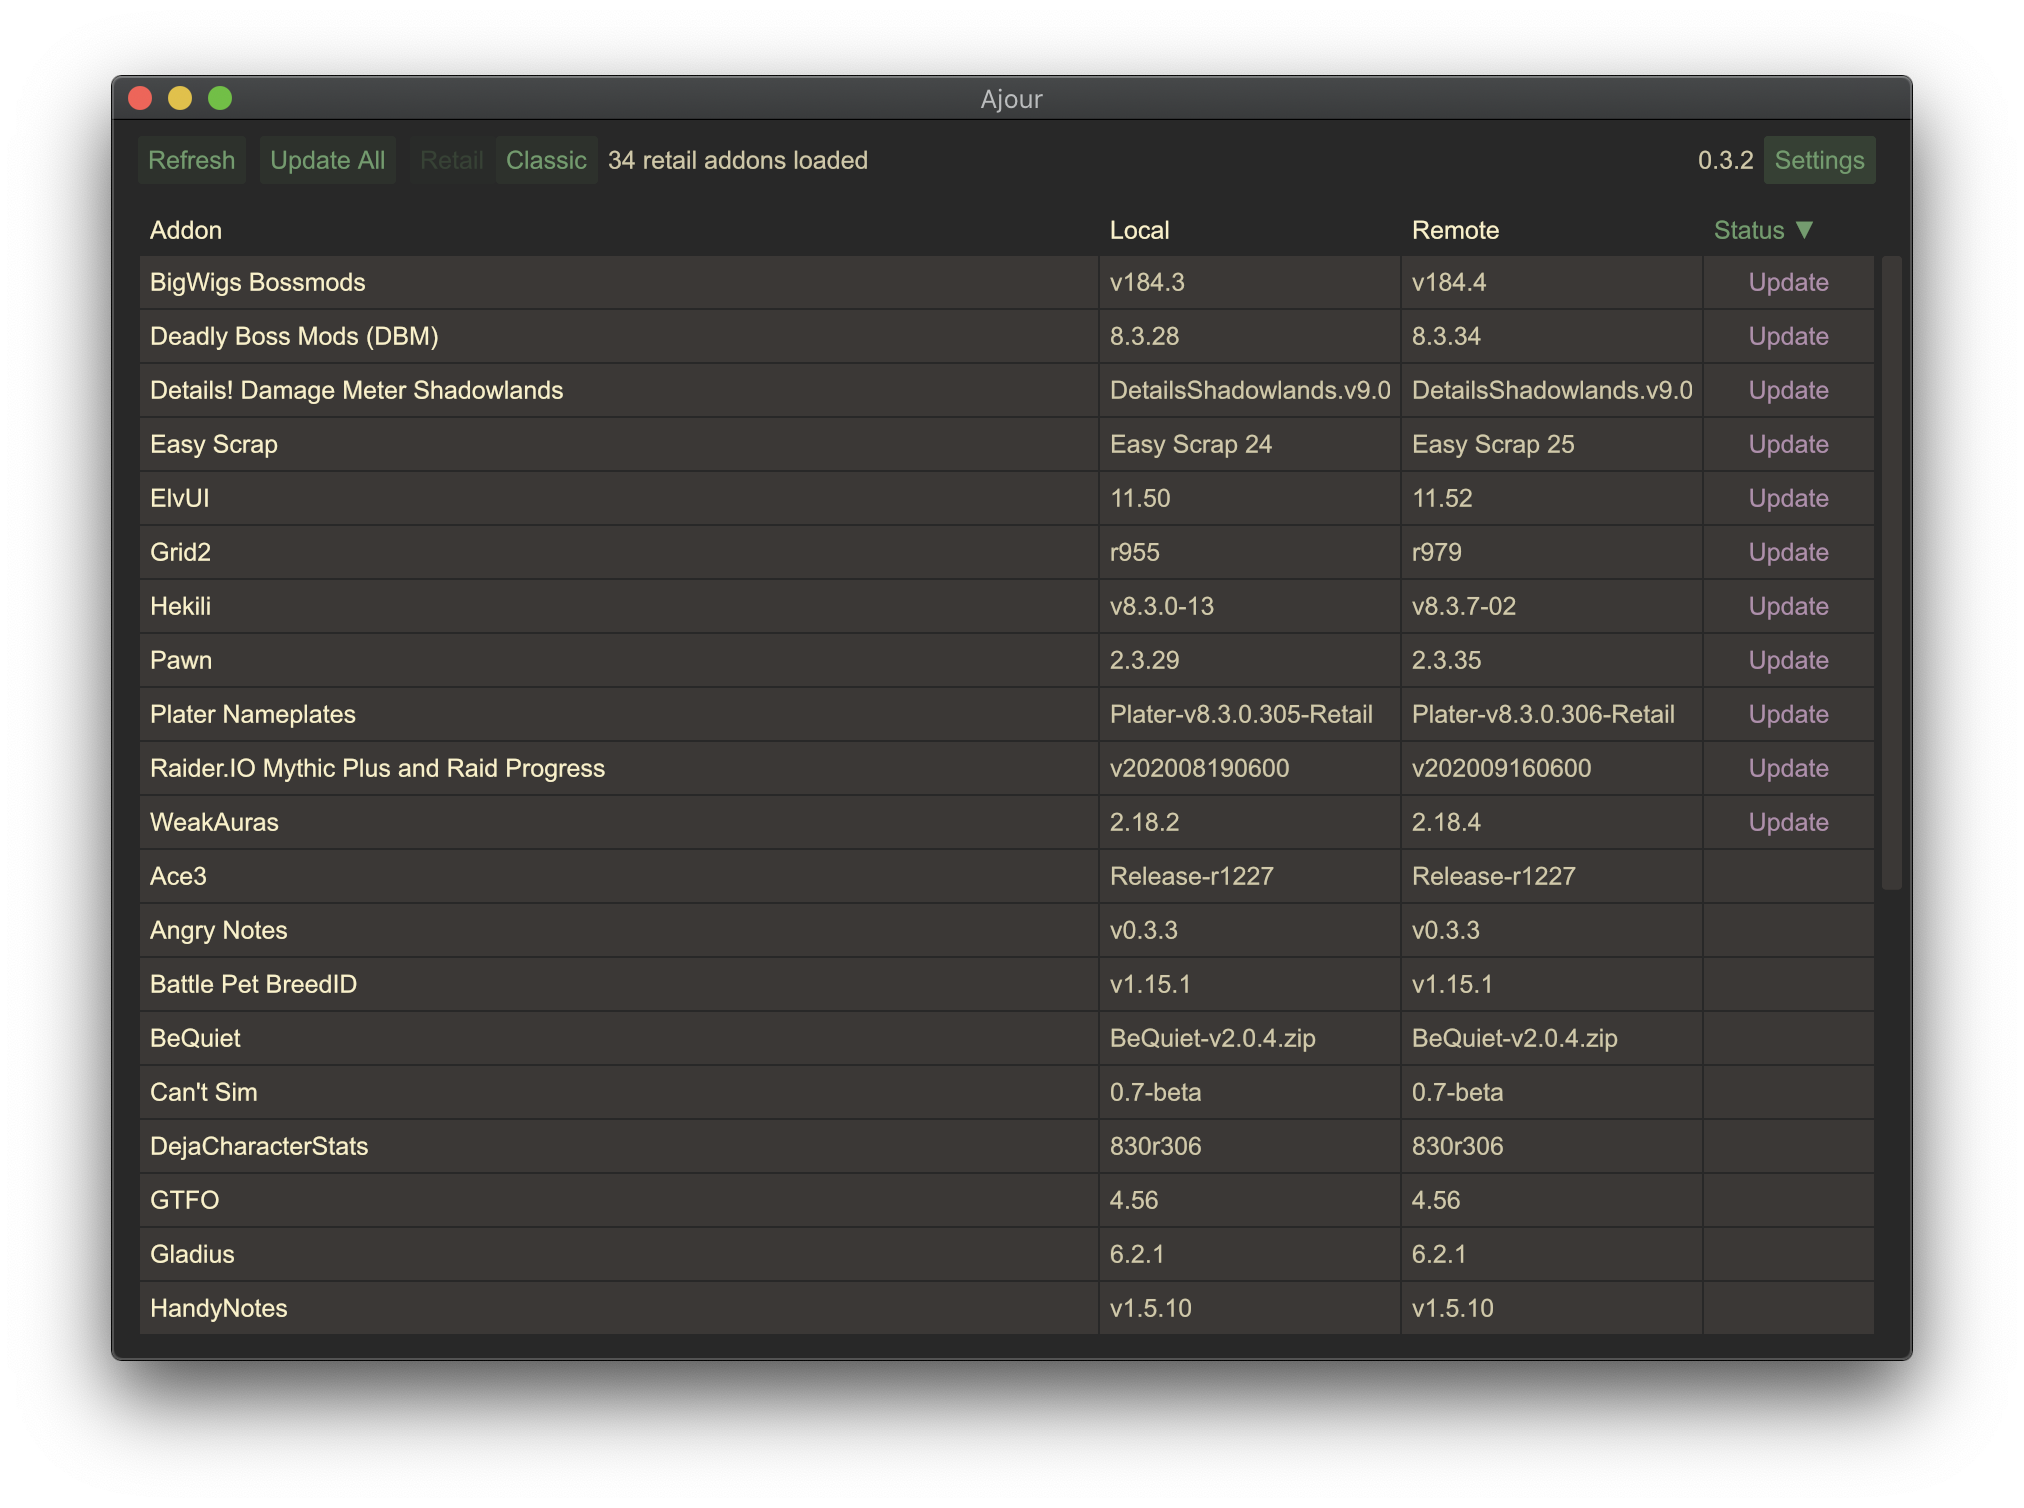 Ajour
Refresh Update All Retail Classic 34 retail addons loaded 0.3.2 Settings
Addon Local Remote Status ▼
BigWigs Bossmods v184.3 v184.4 Update
Deadly Boss Mods (DBM) 8.3.28 8.3.34 Update
Details! Damage Meter Shadowlands DetailsShadowlands.v9.0 DetailsShadowlands.v9.0 Update
Easy Scrap Easy Scrap 24 Easy Scrap 25 Update
ElvUI 11.50 11.52 Update
Grid2 r955 r979 Update
Hekili v8.3.0-13 v8.3.7-02 Update
Pawn 2.3.29 2.3.35 Update
Plater Nameplates Plater-v8.3.0.305-Retail Plater-v8.3.0.306-Retail Update
Raider.IO Mythic Plus and Raid Progress v202008190600 v202009160600 Update
WeakAuras 2.18.2 2.18.4 Update
Ace3 Release-r1227 Release-r1227
Angry Notes v0.3.3 v0.3.3
Battle Pet BreedID v1.15.1 v1.15.1
BeQuiet BeQuiet-v2.0.4.zip BeQuiet-v2.0.4.zip
Can't Sim 0.7-beta 0.7-beta
DejaCharacterStats 830r306 830r306
GTFO 4.56 4.56
Gladius 6.2.1 6.2.1
HandyNotes v1.5.10 v1.5.10